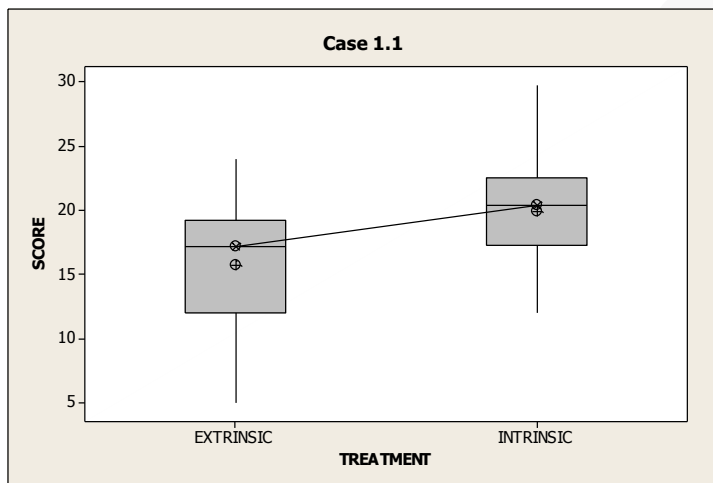 Case 1.1
30
25
20
15
10
5
SCORE
EXTRINSIC
INTRINSIC
TREATMENT